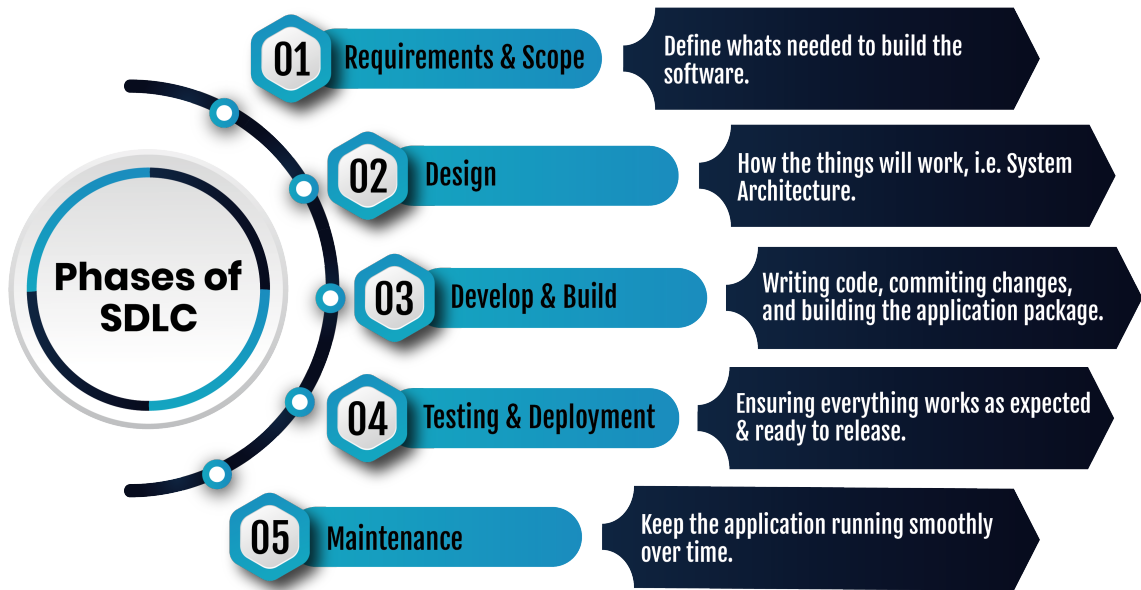 Phases of
SDLC
01
Requirements & Scope
Define whats needed to build the
software.
02
Design
How the things will work, i.e. System
Architecture.
03
Develop & Build
Writing code, commiting changes,
and building the application package.
04
Testing & Deployment
Ensuring everything works as expected
& ready to release.
05
Maintenance
Keep the application running smoothly
over time.